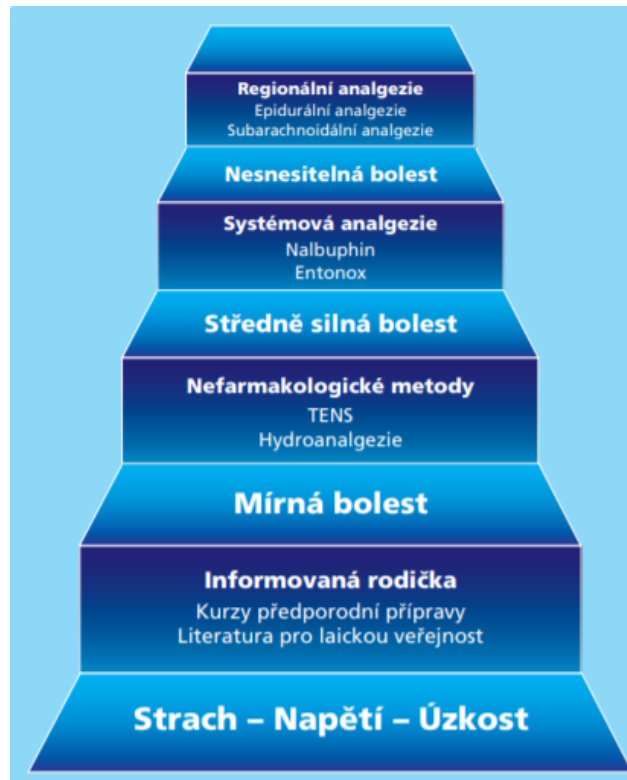 Regionální analgezie
Epidurální analgezie
Subarachnoidální analgezie
Nesnesitelná bolest
Systémová analgezie
Nalbuphin
Entonox
Středně silná bolest
Nefarmakologické metody
TENS
Hydroanalgezie
Mírná bolest
Informovaná rodička
Kurzy předporodní přípravy
Literatura pro laickou veřejnost
Strach – Napětí – Úzkost